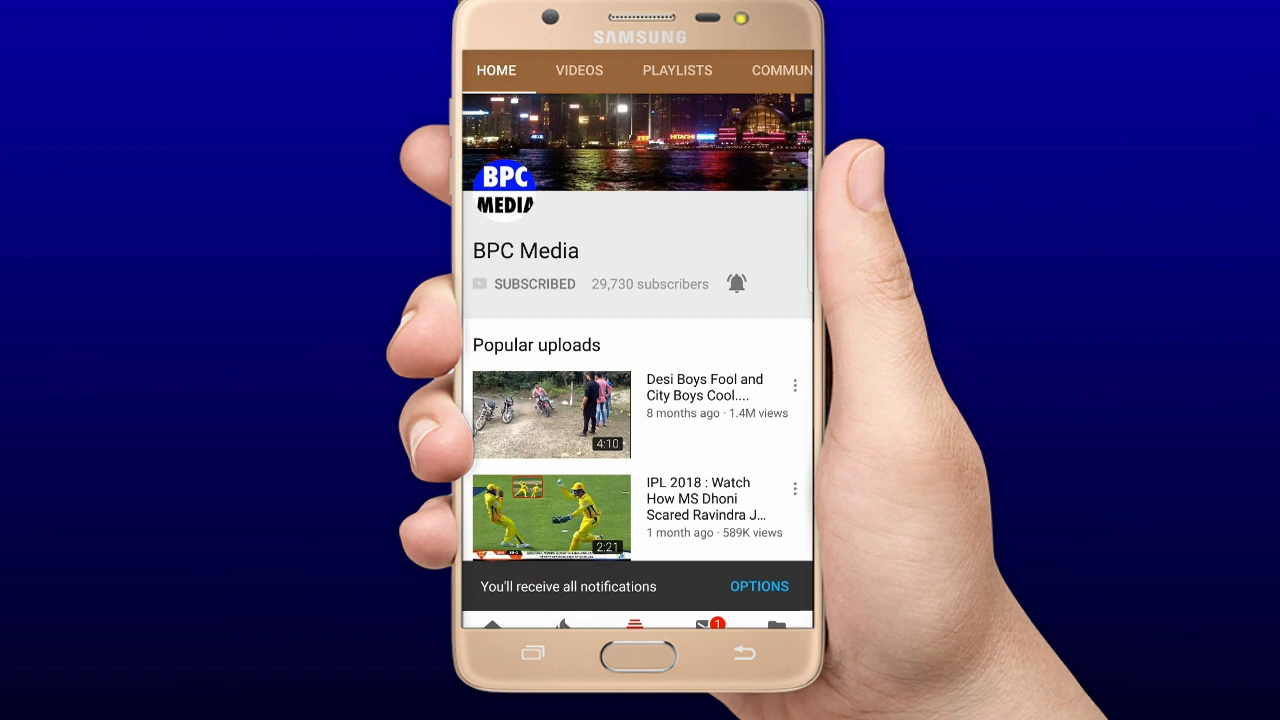 SAMSUNG
HOME VIDEOS PLAYLISTS COMMUN
HITACHI
BPC
MEDIA
BPC Media
SUBSCRIBED 29,730 subscribers
Popular uploads
Desi Boys Fool and
City Boys Cool....
8 months ago · 1.4M views
4:10
IPL 2018 : Watch
How MS Dhoni
Scared Ravindra J…
1 month ago · 589K views
2:21
You'll receive all notifications OPTIONS
1